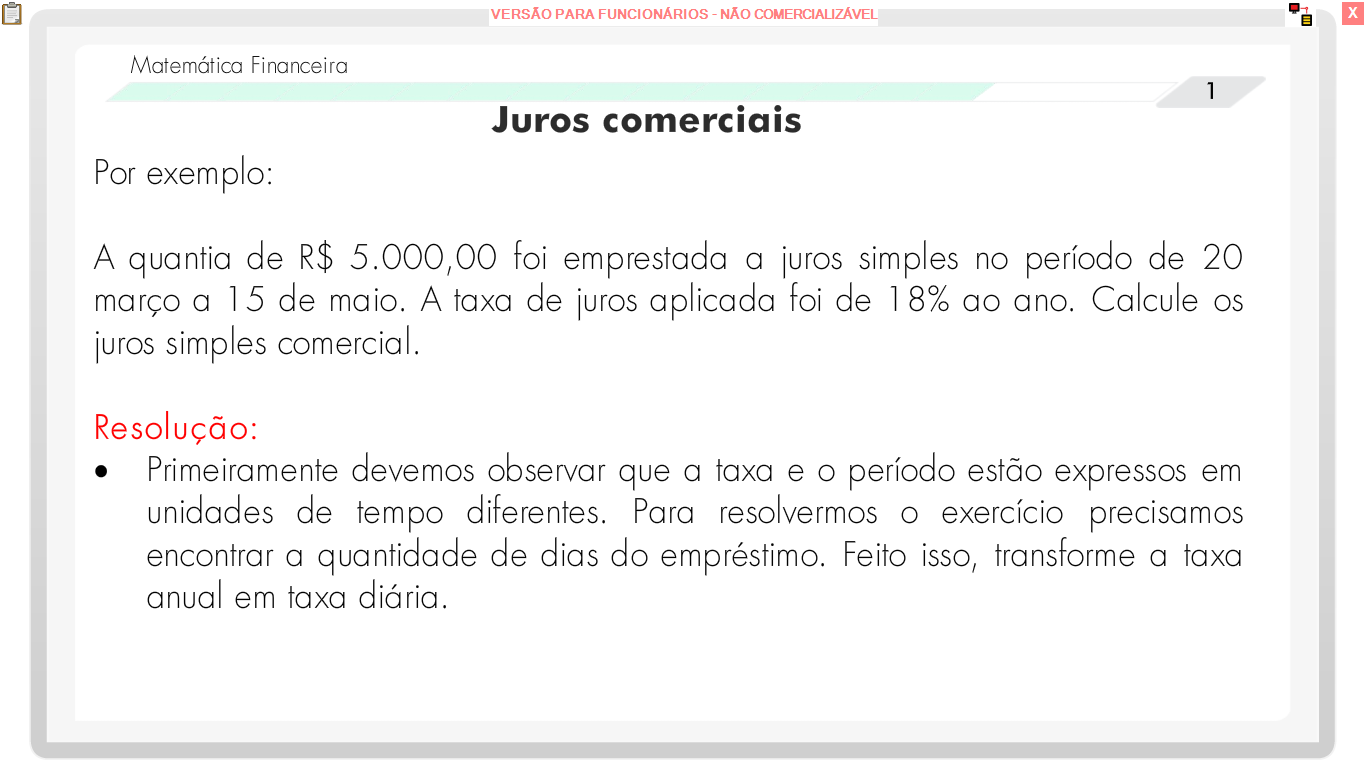 VERSÃO PARA FUNCIONÁRIOS - NÃO COMERCIALIZÁVEL
X
Matemática Financeira
1
Juros comerciais
Por exemplo:
A quantia de R$ 5.000,00 foi emprestada a juros simples no período de 20
março a 15 de maio. A taxa de juros aplicada foi de 18% ao ano. Calcule os
juros simples comercial.
Resolução:
• Primeiramente devemos observar que a taxa e o período estão expressos em
unidades de tempo diferentes. Para resolvermos o exercício precisamos
encontrar a quantidade de dias do empréstimo. Feito isso, transforme a taxa
anual em taxa diária.